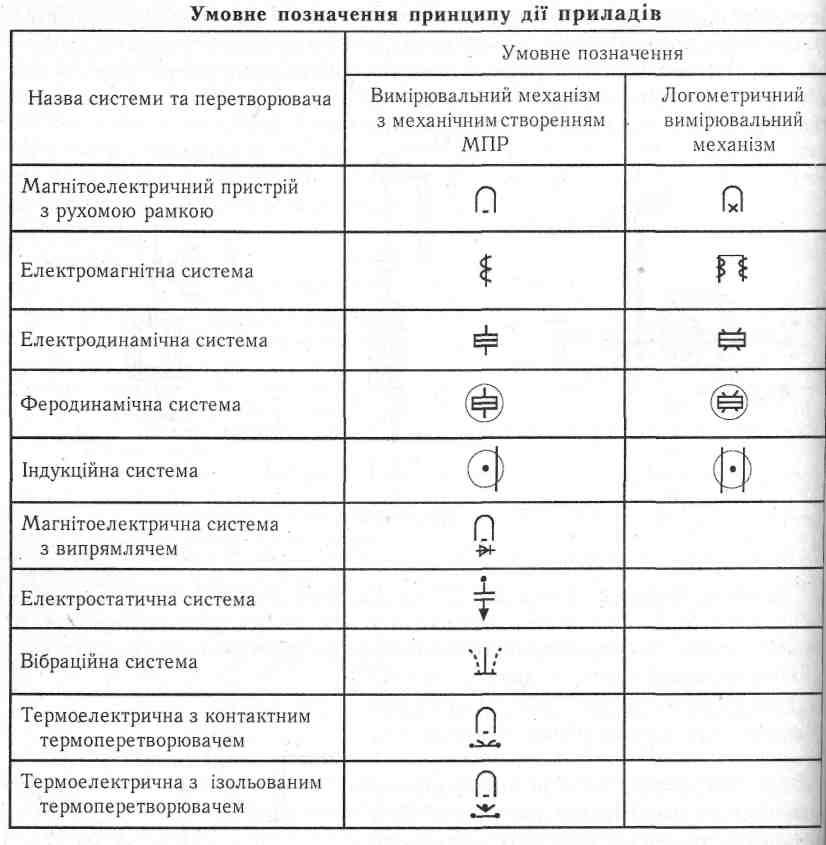 Умовне позначення принципу дії приладів
Назва системи та перетворювача
Умовне позначення
Вимірювальний механізм
з механічним створенням
МПР
Логометричний
вимірювальний
механізм
Магнітоелектричний пристрій
з рухомою рамкою
Електромагнітна система
Електродинамічна система
Феродинамічна система
Індукційна система
Магнітоелектрична система
з випрямлячем
Електростатична система
Вібраційна система
Термоелектрична з контактним
термоперетворювачем
Термоелектрична з ізольованим
термоперетворювачем